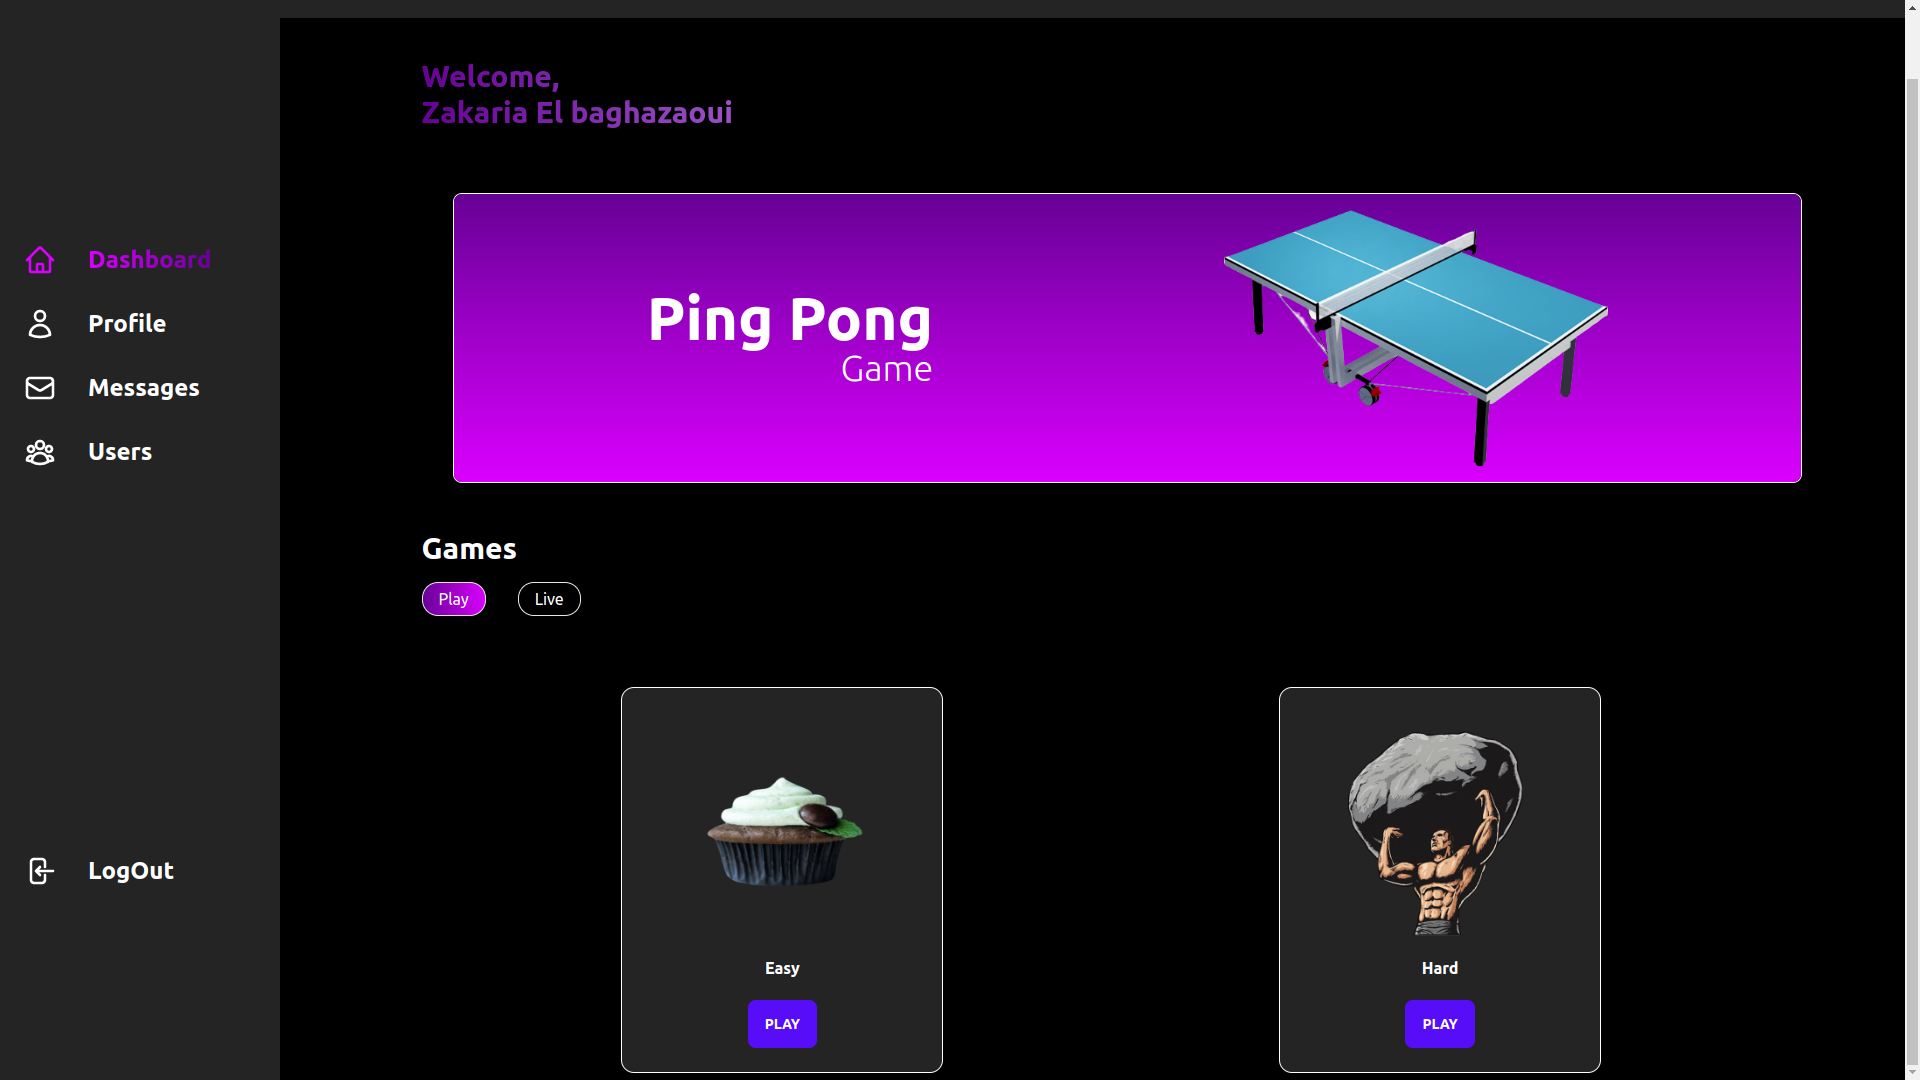 Dashboard
Profile
Messages
Users
LogOut
Welcome,
Zakaria El baghazaoui
Ping Pong
Game
Games
Play
Live
Easy
PLAY
Hard
PLAY